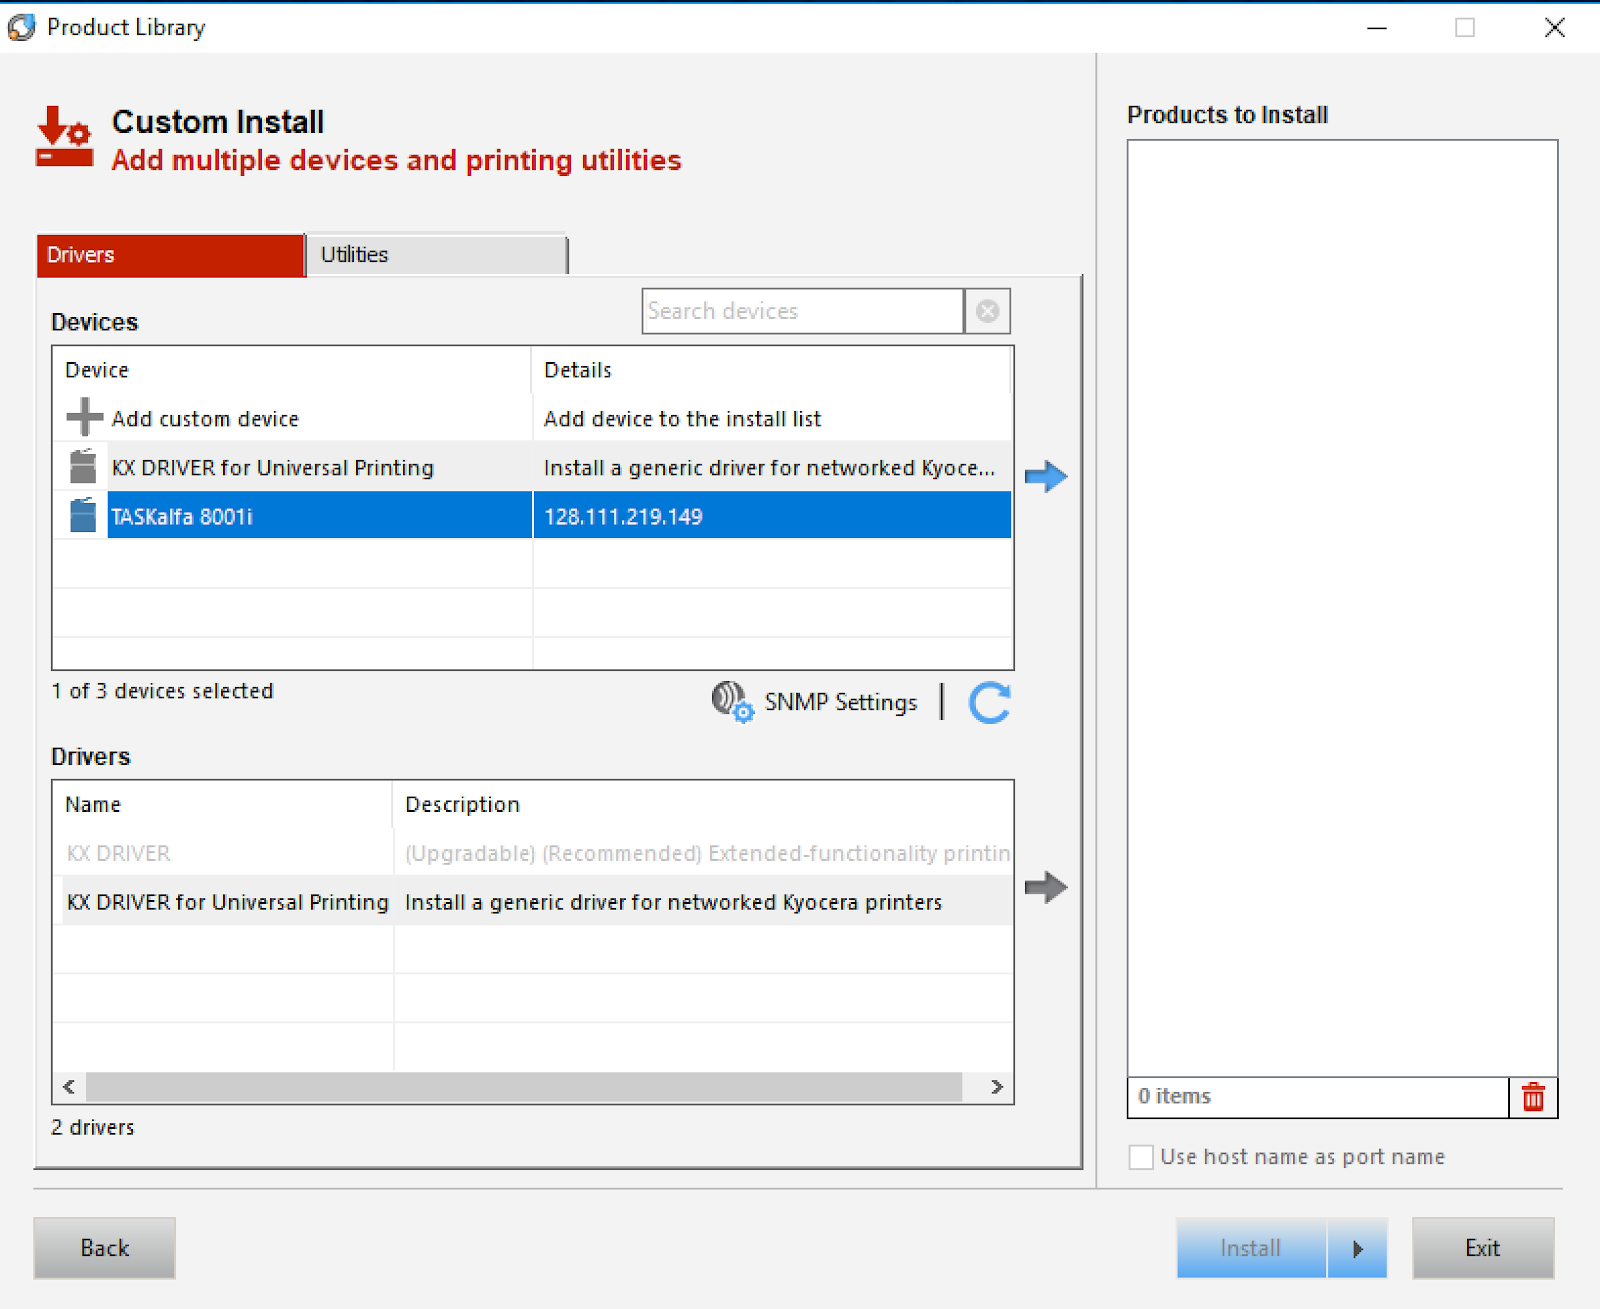 Product Library
Custom Install
Add multiple devices and printing utilities
Products to Install
Drivers
Utilities
Devices
Search devices
Device Details
Add custom device Add device to the install list
KX DRIVER for Universal Printing Install a generic driver for networked Kyoce...
TASKalfa 8001i 128.111.219.149
1 of 3 devices selected
SNMP Settings
Drivers
Name Description
KX DRIVER (Upgradable) (Recommended) Extended-functionality printin
KX DRIVER for Universal Printing Install a generic driver for networked Kyocera printers
2 drivers
0 items
Use host name as port name
Back
Install
Exit